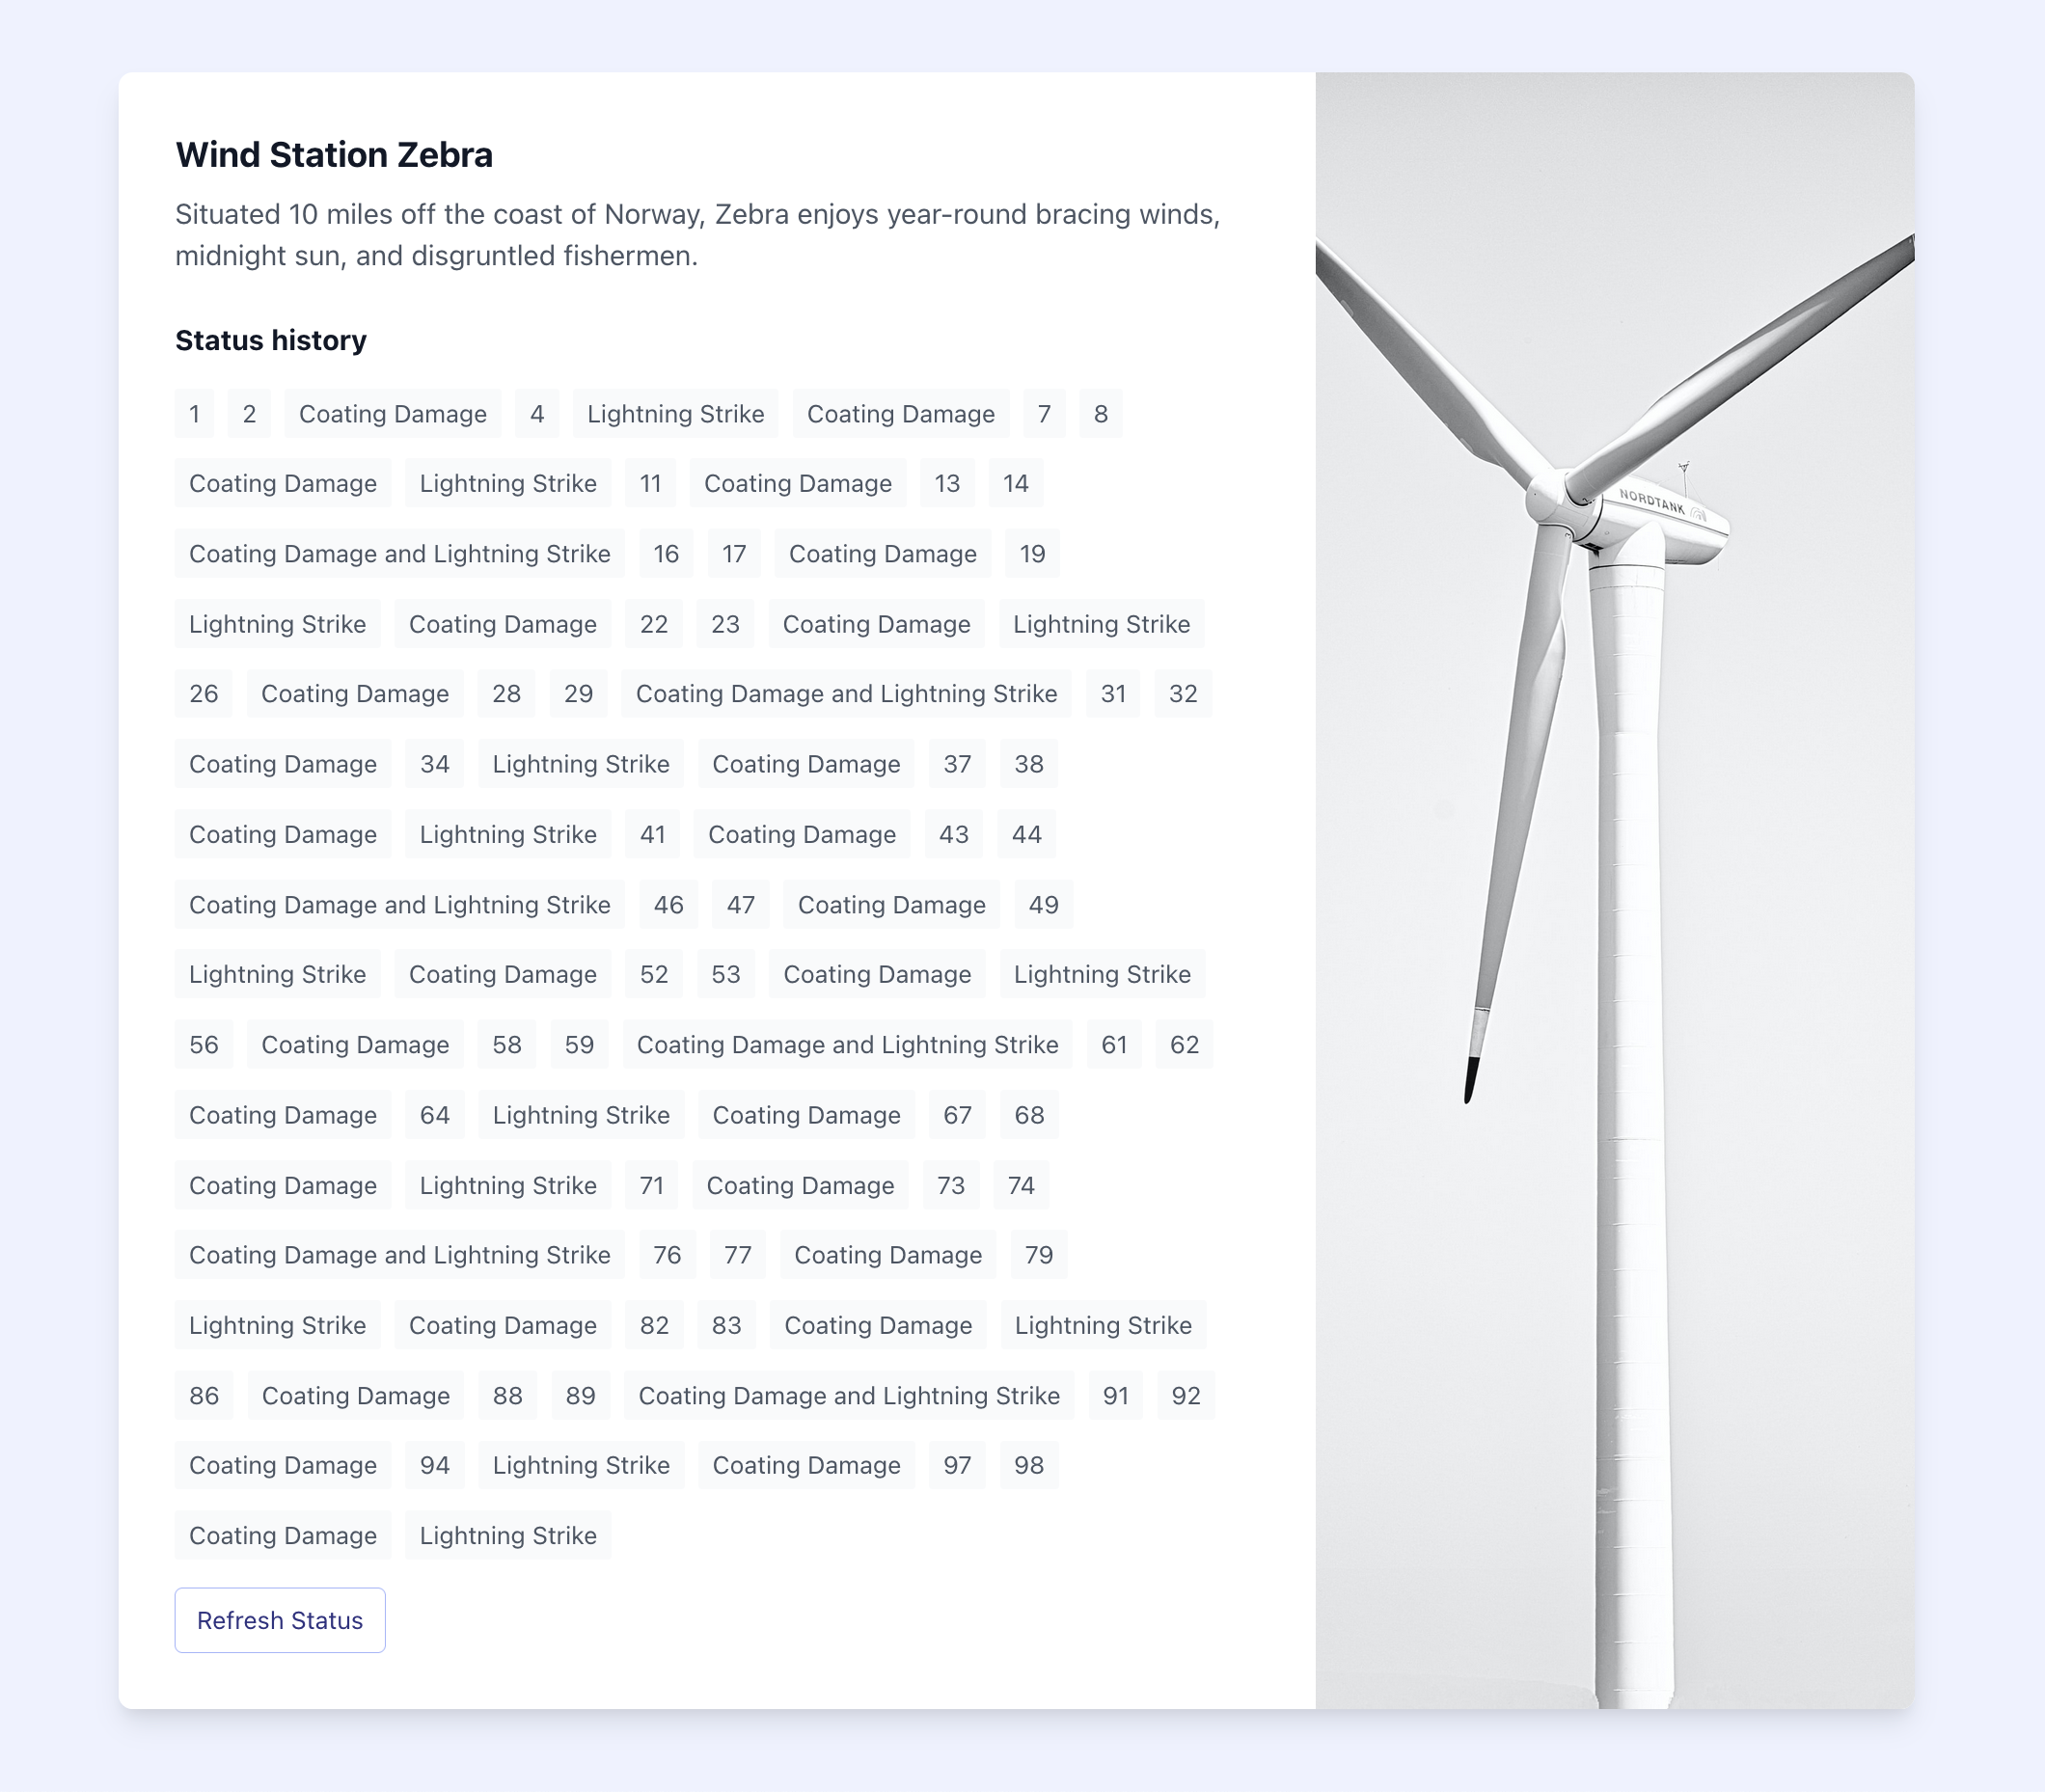 Wind Station Zebra
Situated 10 miles off the coast of Norway, Zebra enjoys year-round bracing winds,
midnight sun, and disgruntled fishermen.
Status history
1 2 Coating Damage 4 Lightning Strike Coating Damage 7 8
Coating Damage Lightning Strike 11 Coating Damage 13 14
Coating Damage and Lightning Strike 16 17 Coating Damage 19
Lightning Strike Coating Damage 22 23 Coating Damage Lightning Strike
26 Coating Damage 28 29 Coating Damage and Lightning Strike 31 32
Coating Damage 34 Lightning Strike Coating Damage 37 38
Coating Damage Lightning Strike 41 Coating Damage 43 44
Coating Damage and Lightning Strike 46 47 Coating Damage 49
Lightning Strike Coating Damage 52 53 Coating Damage Lightning Strike
56 Coating Damage 58 59 Coating Damage and Lightning Strike 61 62
Coating Damage 64 Lightning Strike Coating Damage 67 68
Coating Damage Lightning Strike 71 Coating Damage 73 74
Coating Damage and Lightning Strike 76 77 Coating Damage 79
Lightning Strike Coating Damage 82 83 Coating Damage Lightning Strike
86 Coating Damage 88 89 Coating Damage and Lightning Strike 91 92
Coating Damage 94 Lightning Strike Coating Damage 97 98
Coating Damage Lightning Strike
Refresh Status
NORDTANK